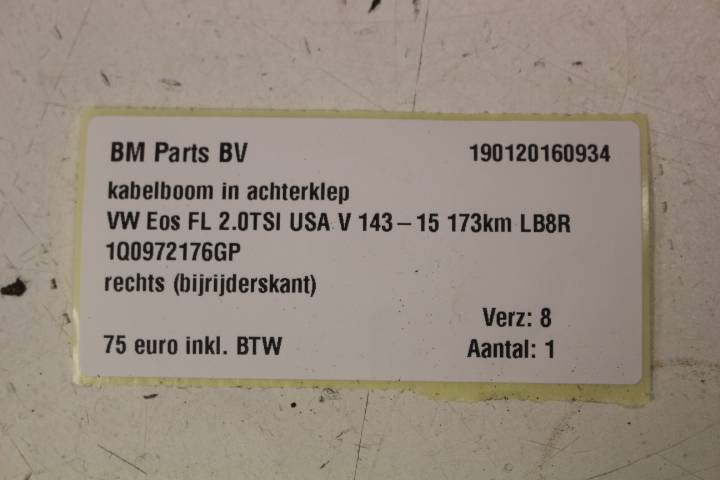 BM Parts BV 190120160934
kabelboom in achterklep
VW Eos FL 2.0TSI USA V 143-15 173km LB8R
1Q0972176GP
rechts (bijrijderskant)
Verz: 8
75 euro inkl. BTW Aantal: 1